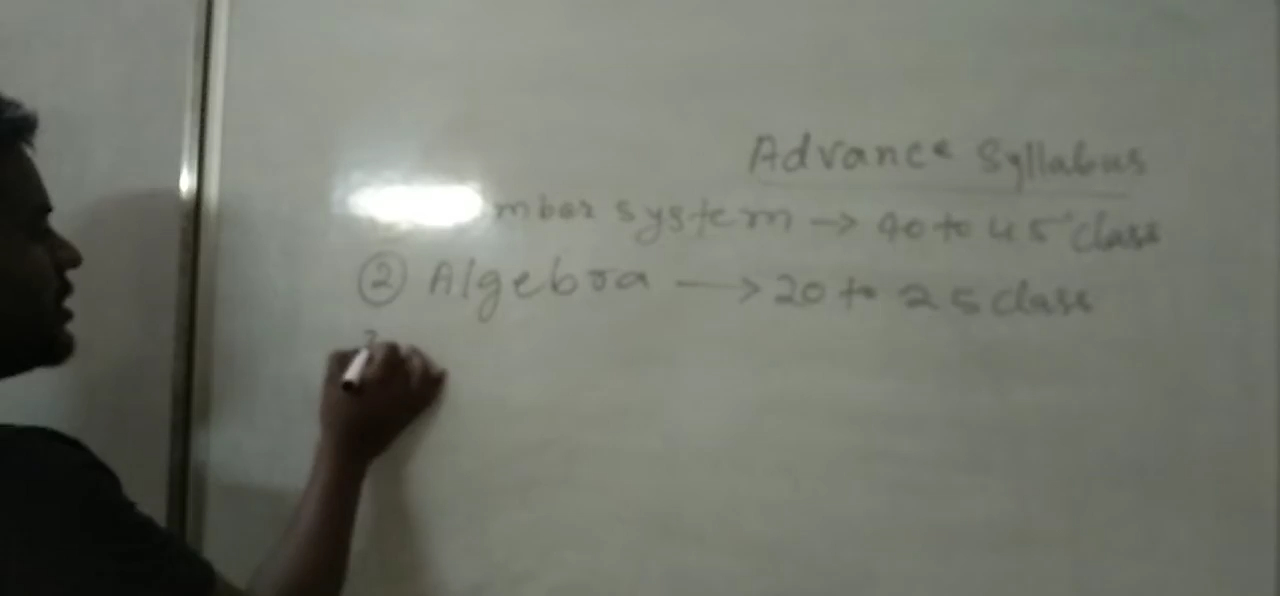 Advance Syllabus
mber system → 40 to 45 class
② Algebra → 20 to 25 class